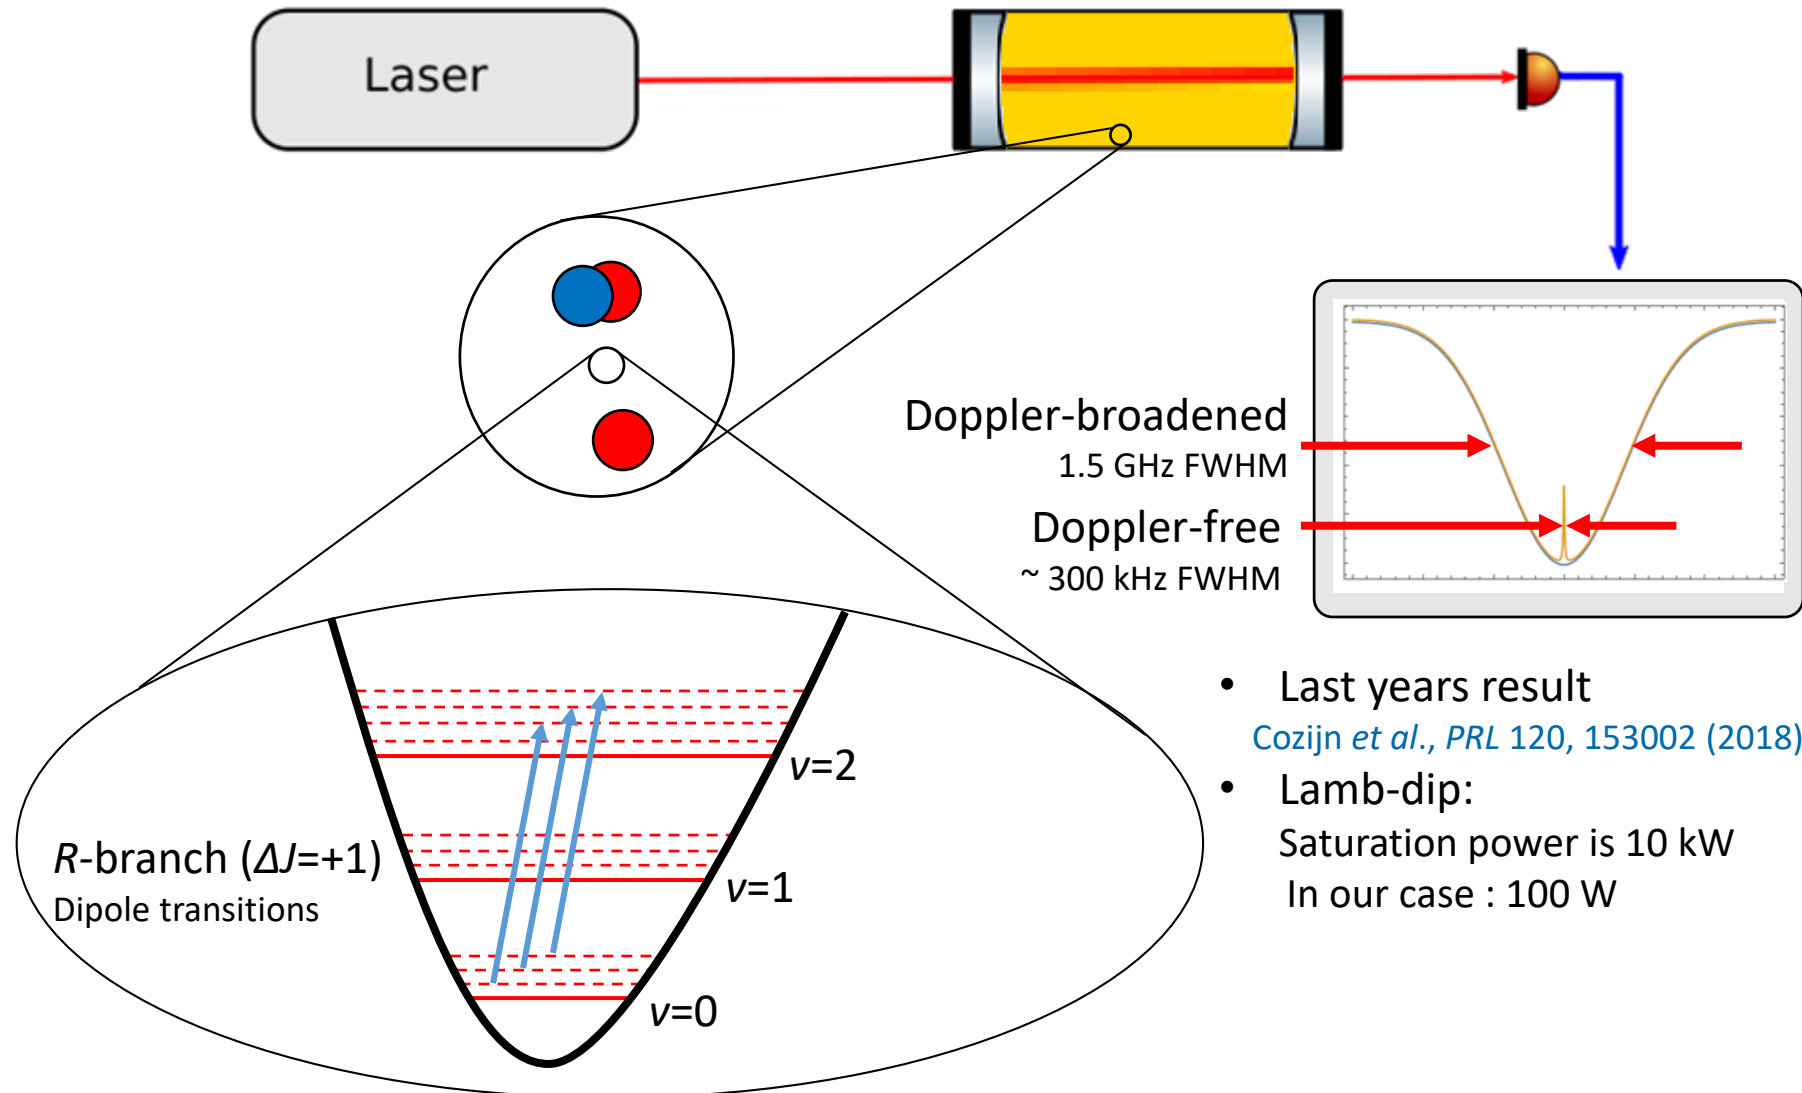 Laser
Doppler-broadened
1.5 GHz FWHM
Doppler-free
~ 300 kHz FWHM
• Last years result
Cozijn et al., PRL 120, 153002 (2018)
• Lamb-dip:
Saturation power is 10 kW
In our case : 100 W
R-branch (ΔJ=+1)
Dipole transitions
v=2
v=1
v=0